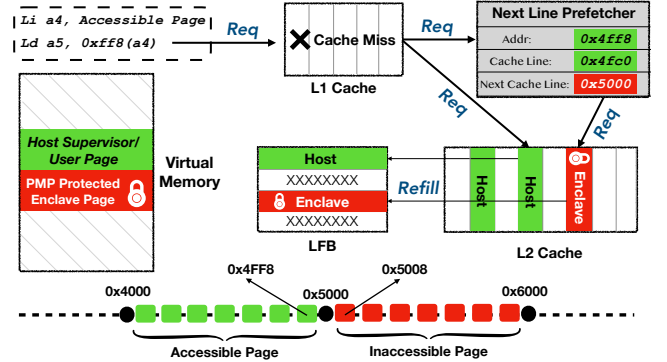 Li a4, Accessible Page
Ld a5, 0xff8(a4)
Req
Cache Miss
L1 Cache
Req
Next Line Prefetcher
Addr: 0x4ff8
Cache Line: 0x4fc0
Next Cache Line: 0x5000
Req
Req
Host Supervisor/
User Page
PMP Protected
Enclave Page
Virtual
Memory
Host
XXXXXXXX
Enclave
XXXXXXXX
LFB
Refill
Host
Host
Enclave
L2 Cache
0x4FF8
0x5008
0x4000
0x5000
0x6000
Accessible Page
Inaccessible Page